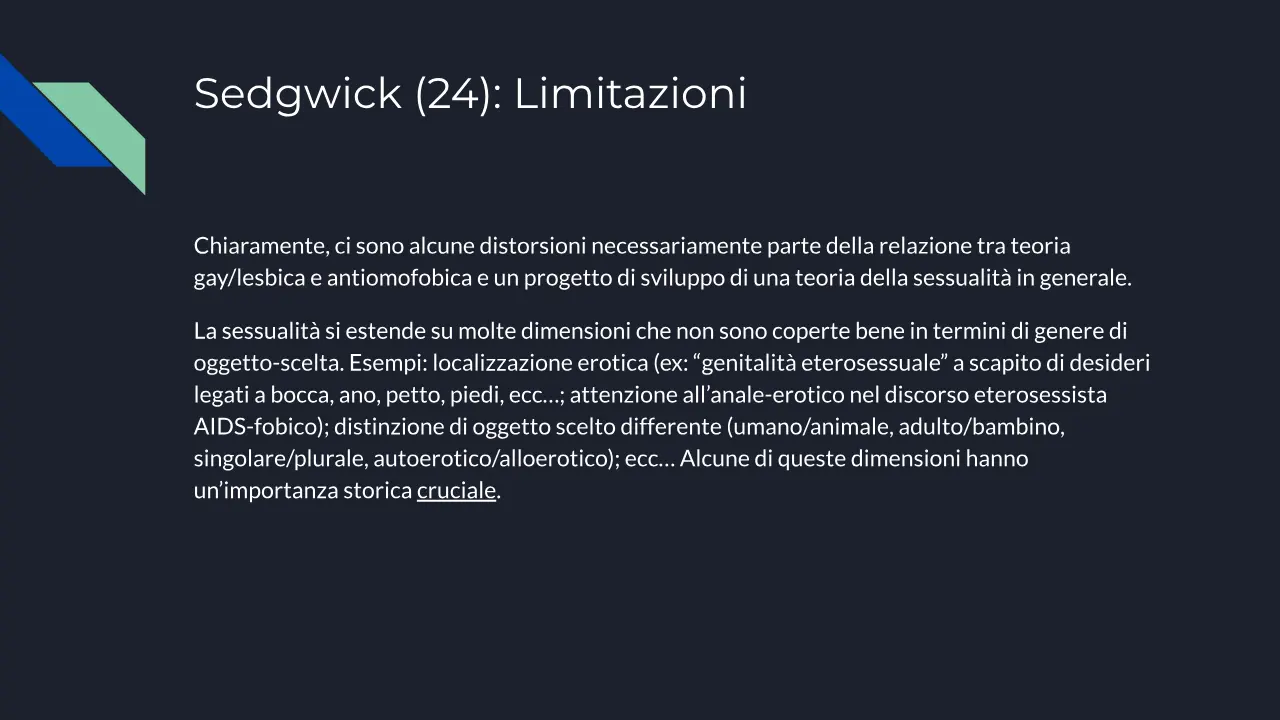 Sedgwick (24): Limitazioni
Chiaramente, ci sono alcune distorsioni necessariamente parte della relazione tra teoria
gay/lesbica e antiomofobica e un progetto di sviluppo di una teoria della sessualità in generale.
La sessualità si estende su molte dimensioni che non sono coperte bene in termini di genere di
oggetto-scelta. Esempi: localizzazione erotica (ex: “genitalità eterosessuale” a scapito di desideri
legati a bocca, ano, petto, piedi, ecc…; attenzione all’anale-erotico nel discorso eterosessista
AIDS-fobico); distinzione di oggetto scelto differente (umano/animale, adulto/bambino,
singolare/plurale, autoerotico/alloerotico); ecc… Alcune di queste dimensioni hanno
un’importanza storica cruciale.